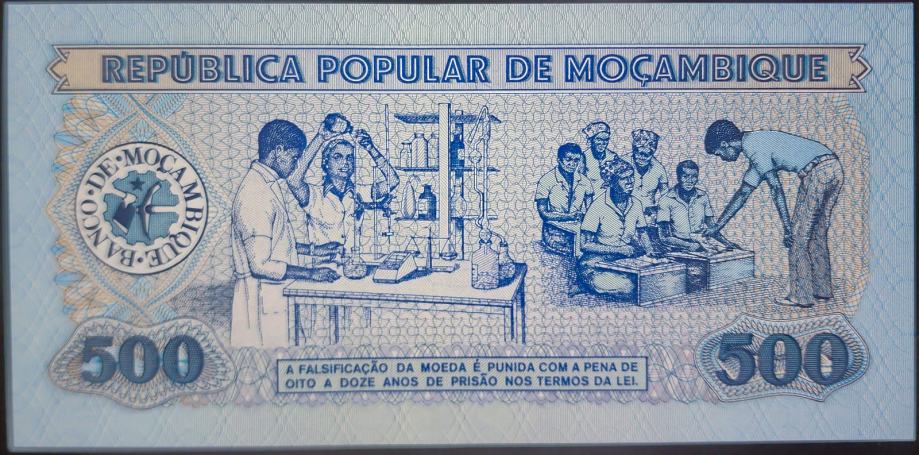 REPÚBLICA POPULAR DE MOÇAMBIQUE
BANCO·DE·MOÇAMBIQUE·
500
A FALSIFICAÇÃO DA MOEDA É PUNIDA COM A PENA DE
OITO A DOZE ANOS DE PRISÃO NOS TERMOS DA LEI.
500